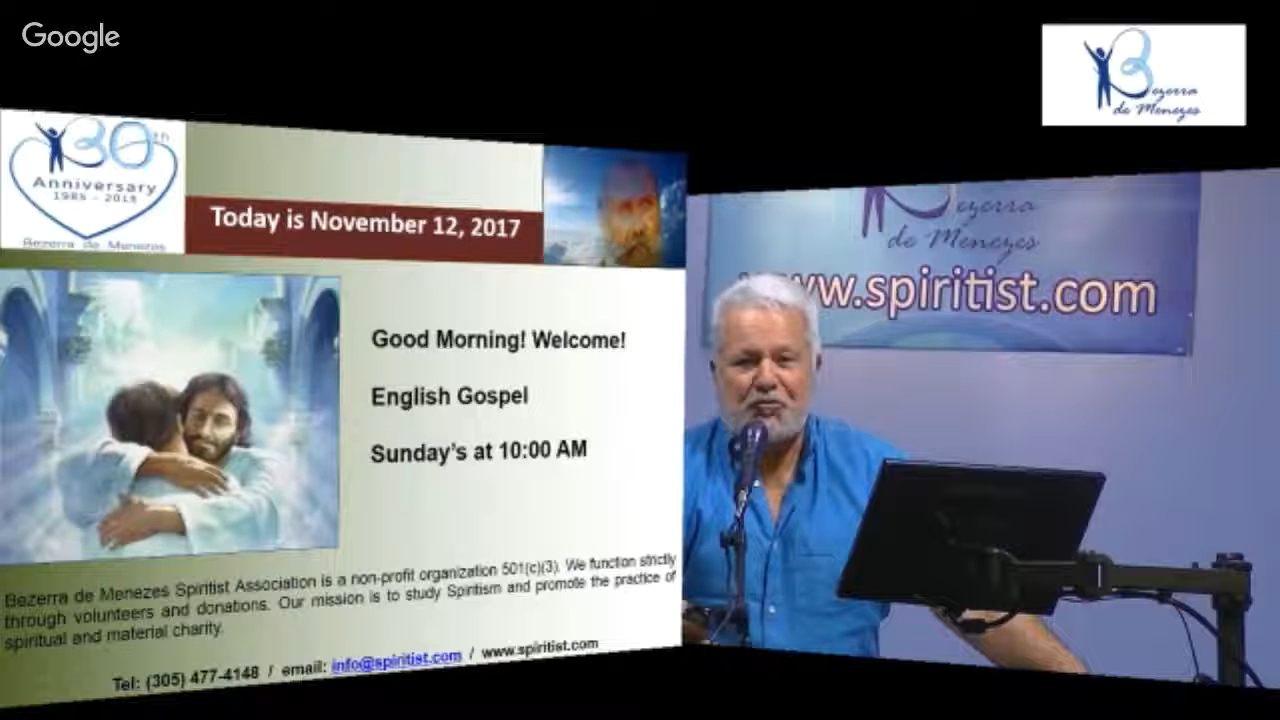 Google
Bezerra
de Menezes
30th
Anniversary
1985 - 2015
Bezerra de Menezes
Today is November 12, 2017
Good Morning! Welcome!
English Gospel
Sunday's at 10:00 AM
Bezerra de Menezes Spiritist Association is a non-profit organization 501(c)(3). We function strictly
through volunteers and donations. Our mission is to study Spiritism and promote the practice of
spiritual and material charity.
Tel: (305) 477-4148 / email: info@spiritist.com / www.spiritist.com
Bezerra
de Menezes
www.spiritist.com